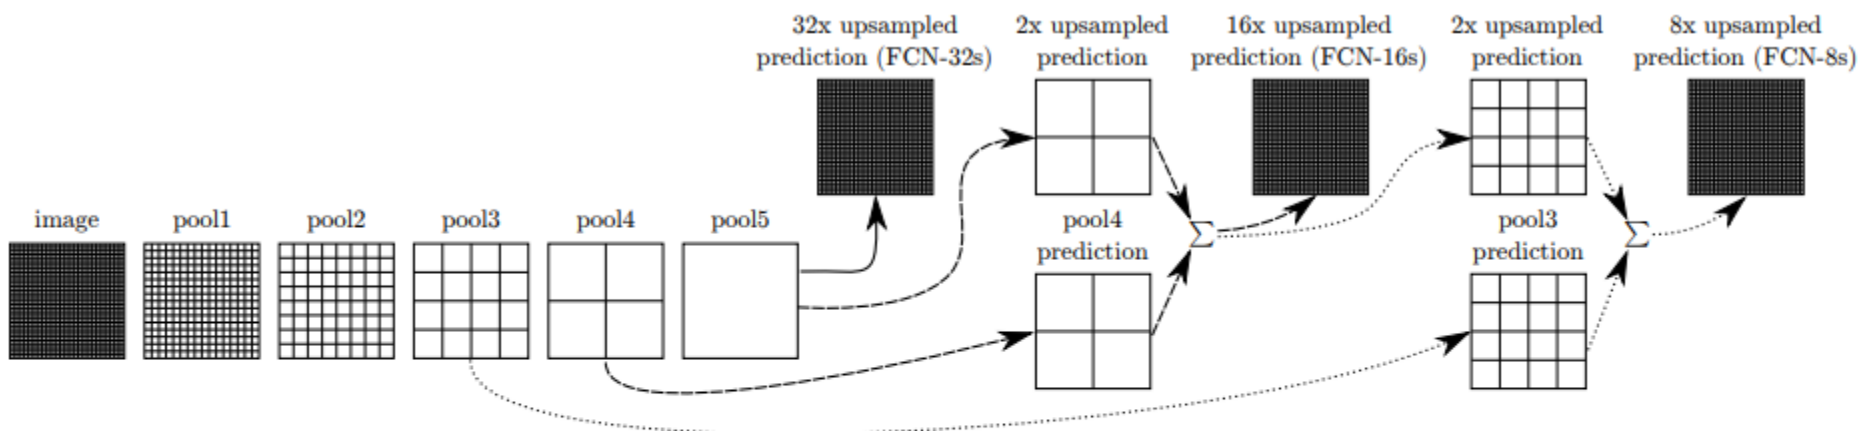 32x upsampled
prediction (FCN-32s)
2x upsampled
prediction
16x upsampled
prediction (FCN-16s)
2x upsampled
prediction
8x upsampled
prediction (FCN-8s)
image
pool1
pool2
pool3
pool4
pool5
pool4
prediction
∑
pool3
prediction
∑